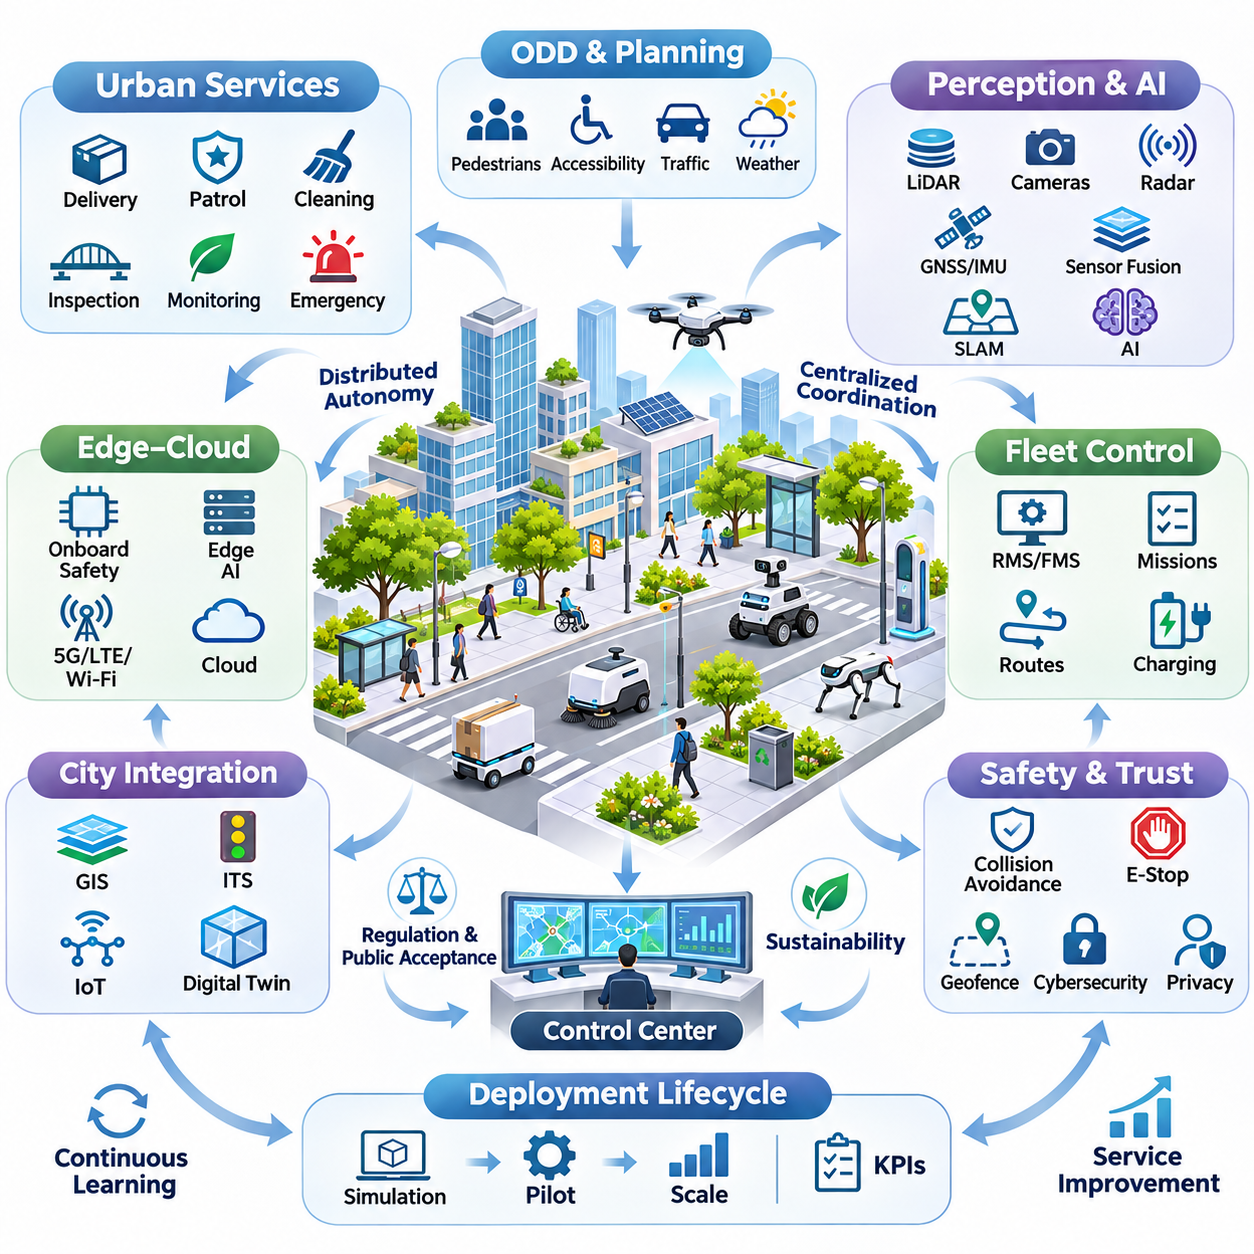 ODD & Planning
Pedestrians
Accessibility
Traffic
Weather
Urban Services
Delivery
Patrol
Cleaning
Inspection
Monitoring
Emergency
Perception & AI
LiDAR
Cameras
Radar
GNSS/IMU
Sensor Fusion
SLAM
AI
Distributed
Autonomy
Centralized
Coordination
Edge–Cloud
Onboard
Safety
Edge
AI
5G/LTE/
Wi-Fi
Cloud
Fleet Control
RMS/FMS
Missions
Routes
Charging
City Integration
GIS
ITS
IoT
Digital Twin
Safety & Trust
Collision
Avoidance
E-Stop
Geofence
Cybersecurity
Privacy
Regulation &
Public Acceptance
Sustainability
Control Center
Deployment Lifecycle
Simulation
Pilot
Scale
KPIs
Continuous
Learning
Service
Improvement